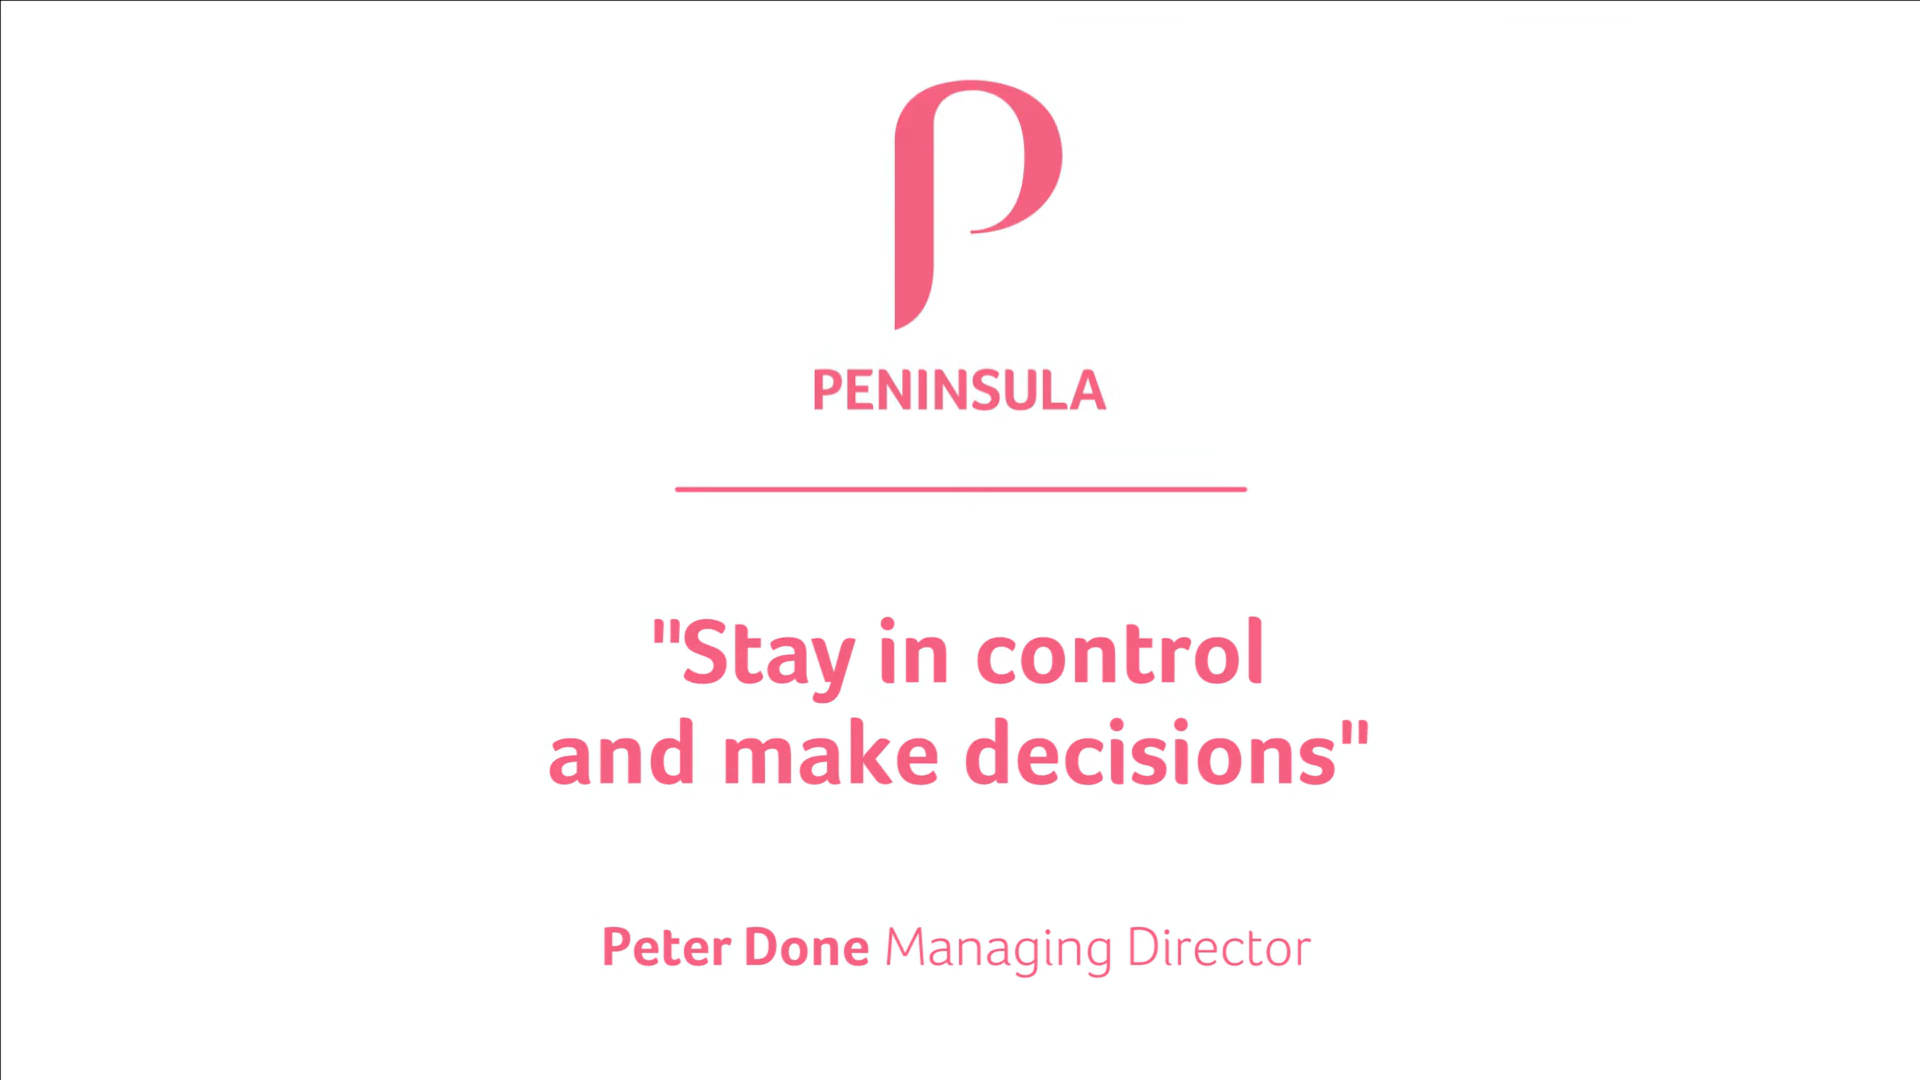 P
PENINSULA
"Stay in control
and make decisions"
Peter Done Managing Director